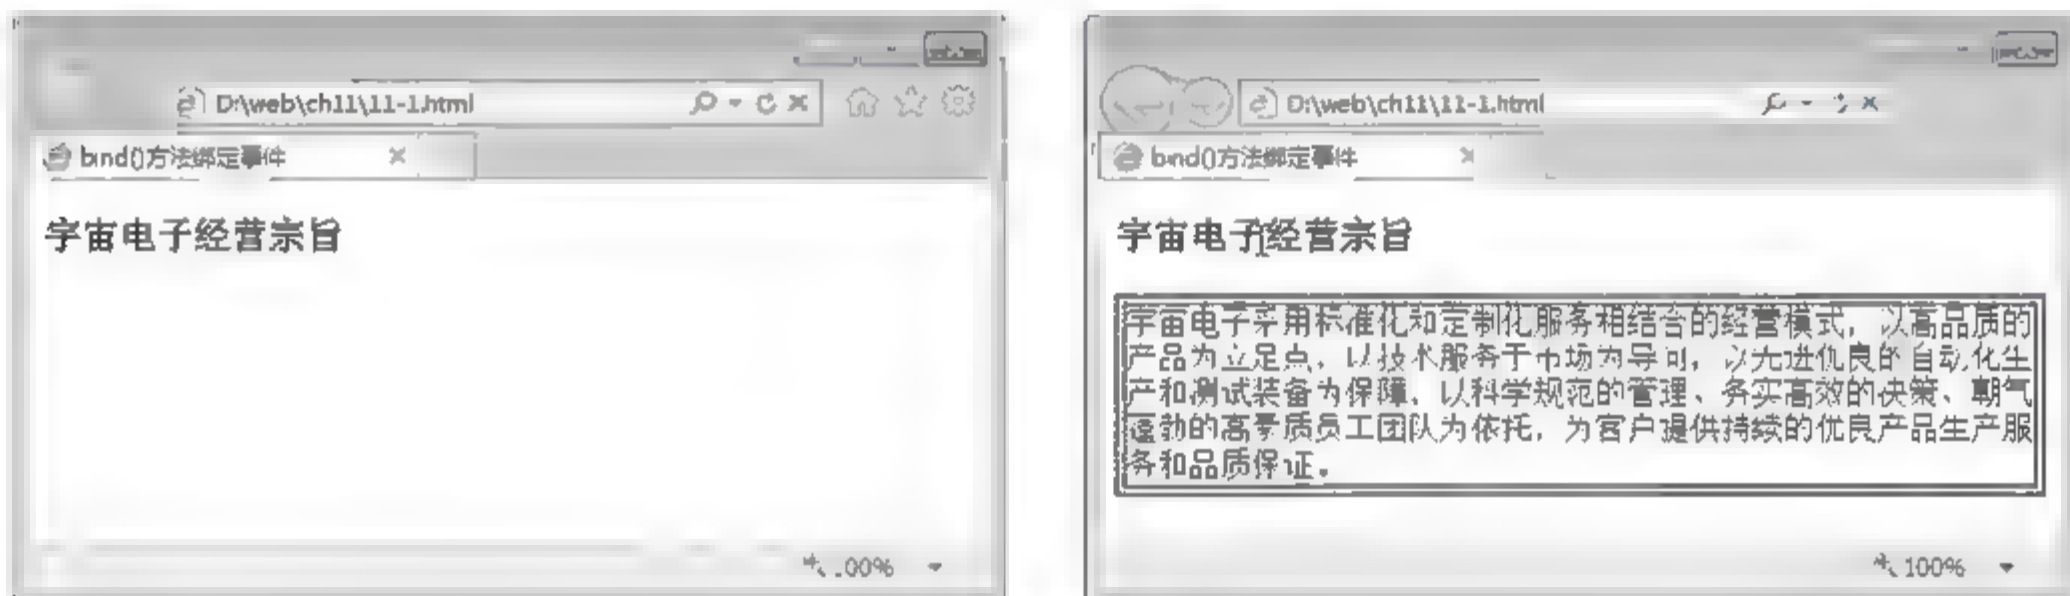 D:\web\ch11\11-1.html
bind()方法绑定事件
宇宙电子经营宗旨
100%
D:\web\ch11\11-1.html
bind()方法绑定事件
宇宙电子经营宗旨
宇宙电子采用标准化和定制化服务相结合的经营模式，以高品质的
产品为立足点，以技术服务于市场为导向，以先进优良的自动化生
产和测试装备为保障，以科学规范的管理、务实高效的决策、朝气
蓬勃的高素质员工团队为依托，为客户提供持续的优良产品生产服
务和品质保证。
100%